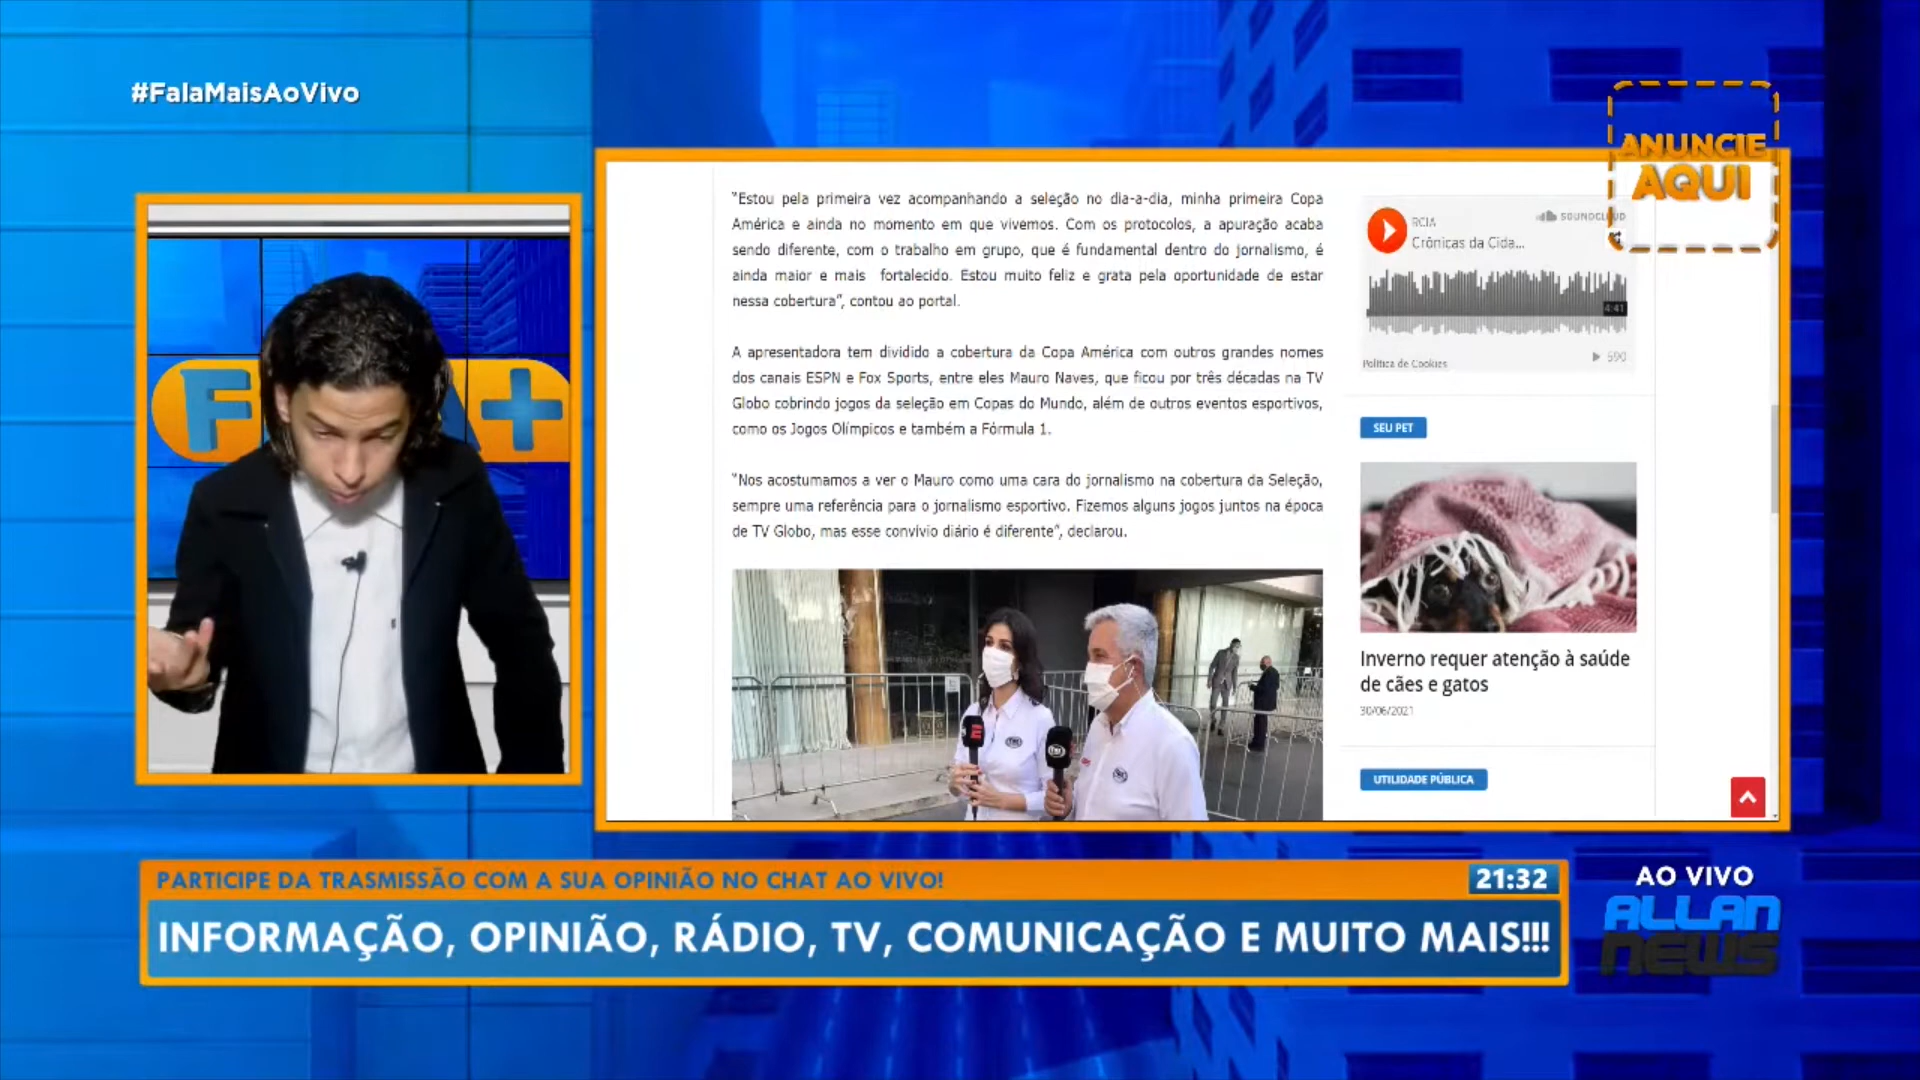 #FalaMaisAoVivo
ANUNCIE
AQUI
"Estou pela primeira vez acompanhando a seleção no dia-a-dia, minha primeira Copa
América e ainda no momento em que vivemos. Com os protocolos, a apuração acaba
sendo diferente, com o trabalho em grupo, que é fundamental dentro do jornalismo, é
ainda maior e mais fortalecido. Estou muito feliz e grata pela oportunidade de estar
nessa cobertura", contou ao portal.
A apresentadora tem dividido a cobertura da Copa América com outros grandes nomes
dos canais ESPN e Fox Sports, entre eles Mauro Naves, que ficou por três décadas na TV
Globo cobrindo jogos da seleção em Copas do Mundo, além de outros eventos esportivos,
como os Jogos Olímpicos e também a Fórmula 1.
"Nos acostumamos a ver o Mauro como uma cara do jornalismo na cobertura da Seleção,
sempre uma referência para o jornalismo esportivo. Fizemos alguns jogos juntos na época
de TV Globo, mas esse convívio diário é diferente", declarou.
RCIA
SOUNDCLOUD
Crônicas da Cida...
4:41
Política de Cookies
590
SEU PET
Inverno requer atenção à saúde
de cães e gatos
30/06/2021
UTILIDADE PÚBLICA
F
A+
PARTICIPE DA TRASMISSÃO COM A SUA OPINIÃO NO CHAT AO VIVO!
21:32
INFORMAÇÃO, OPINIÃO, RÁDIO, TV, COMUNICAÇÃO E MUITO MAIS!!!
AO VIVO
ALLAN
NEWS